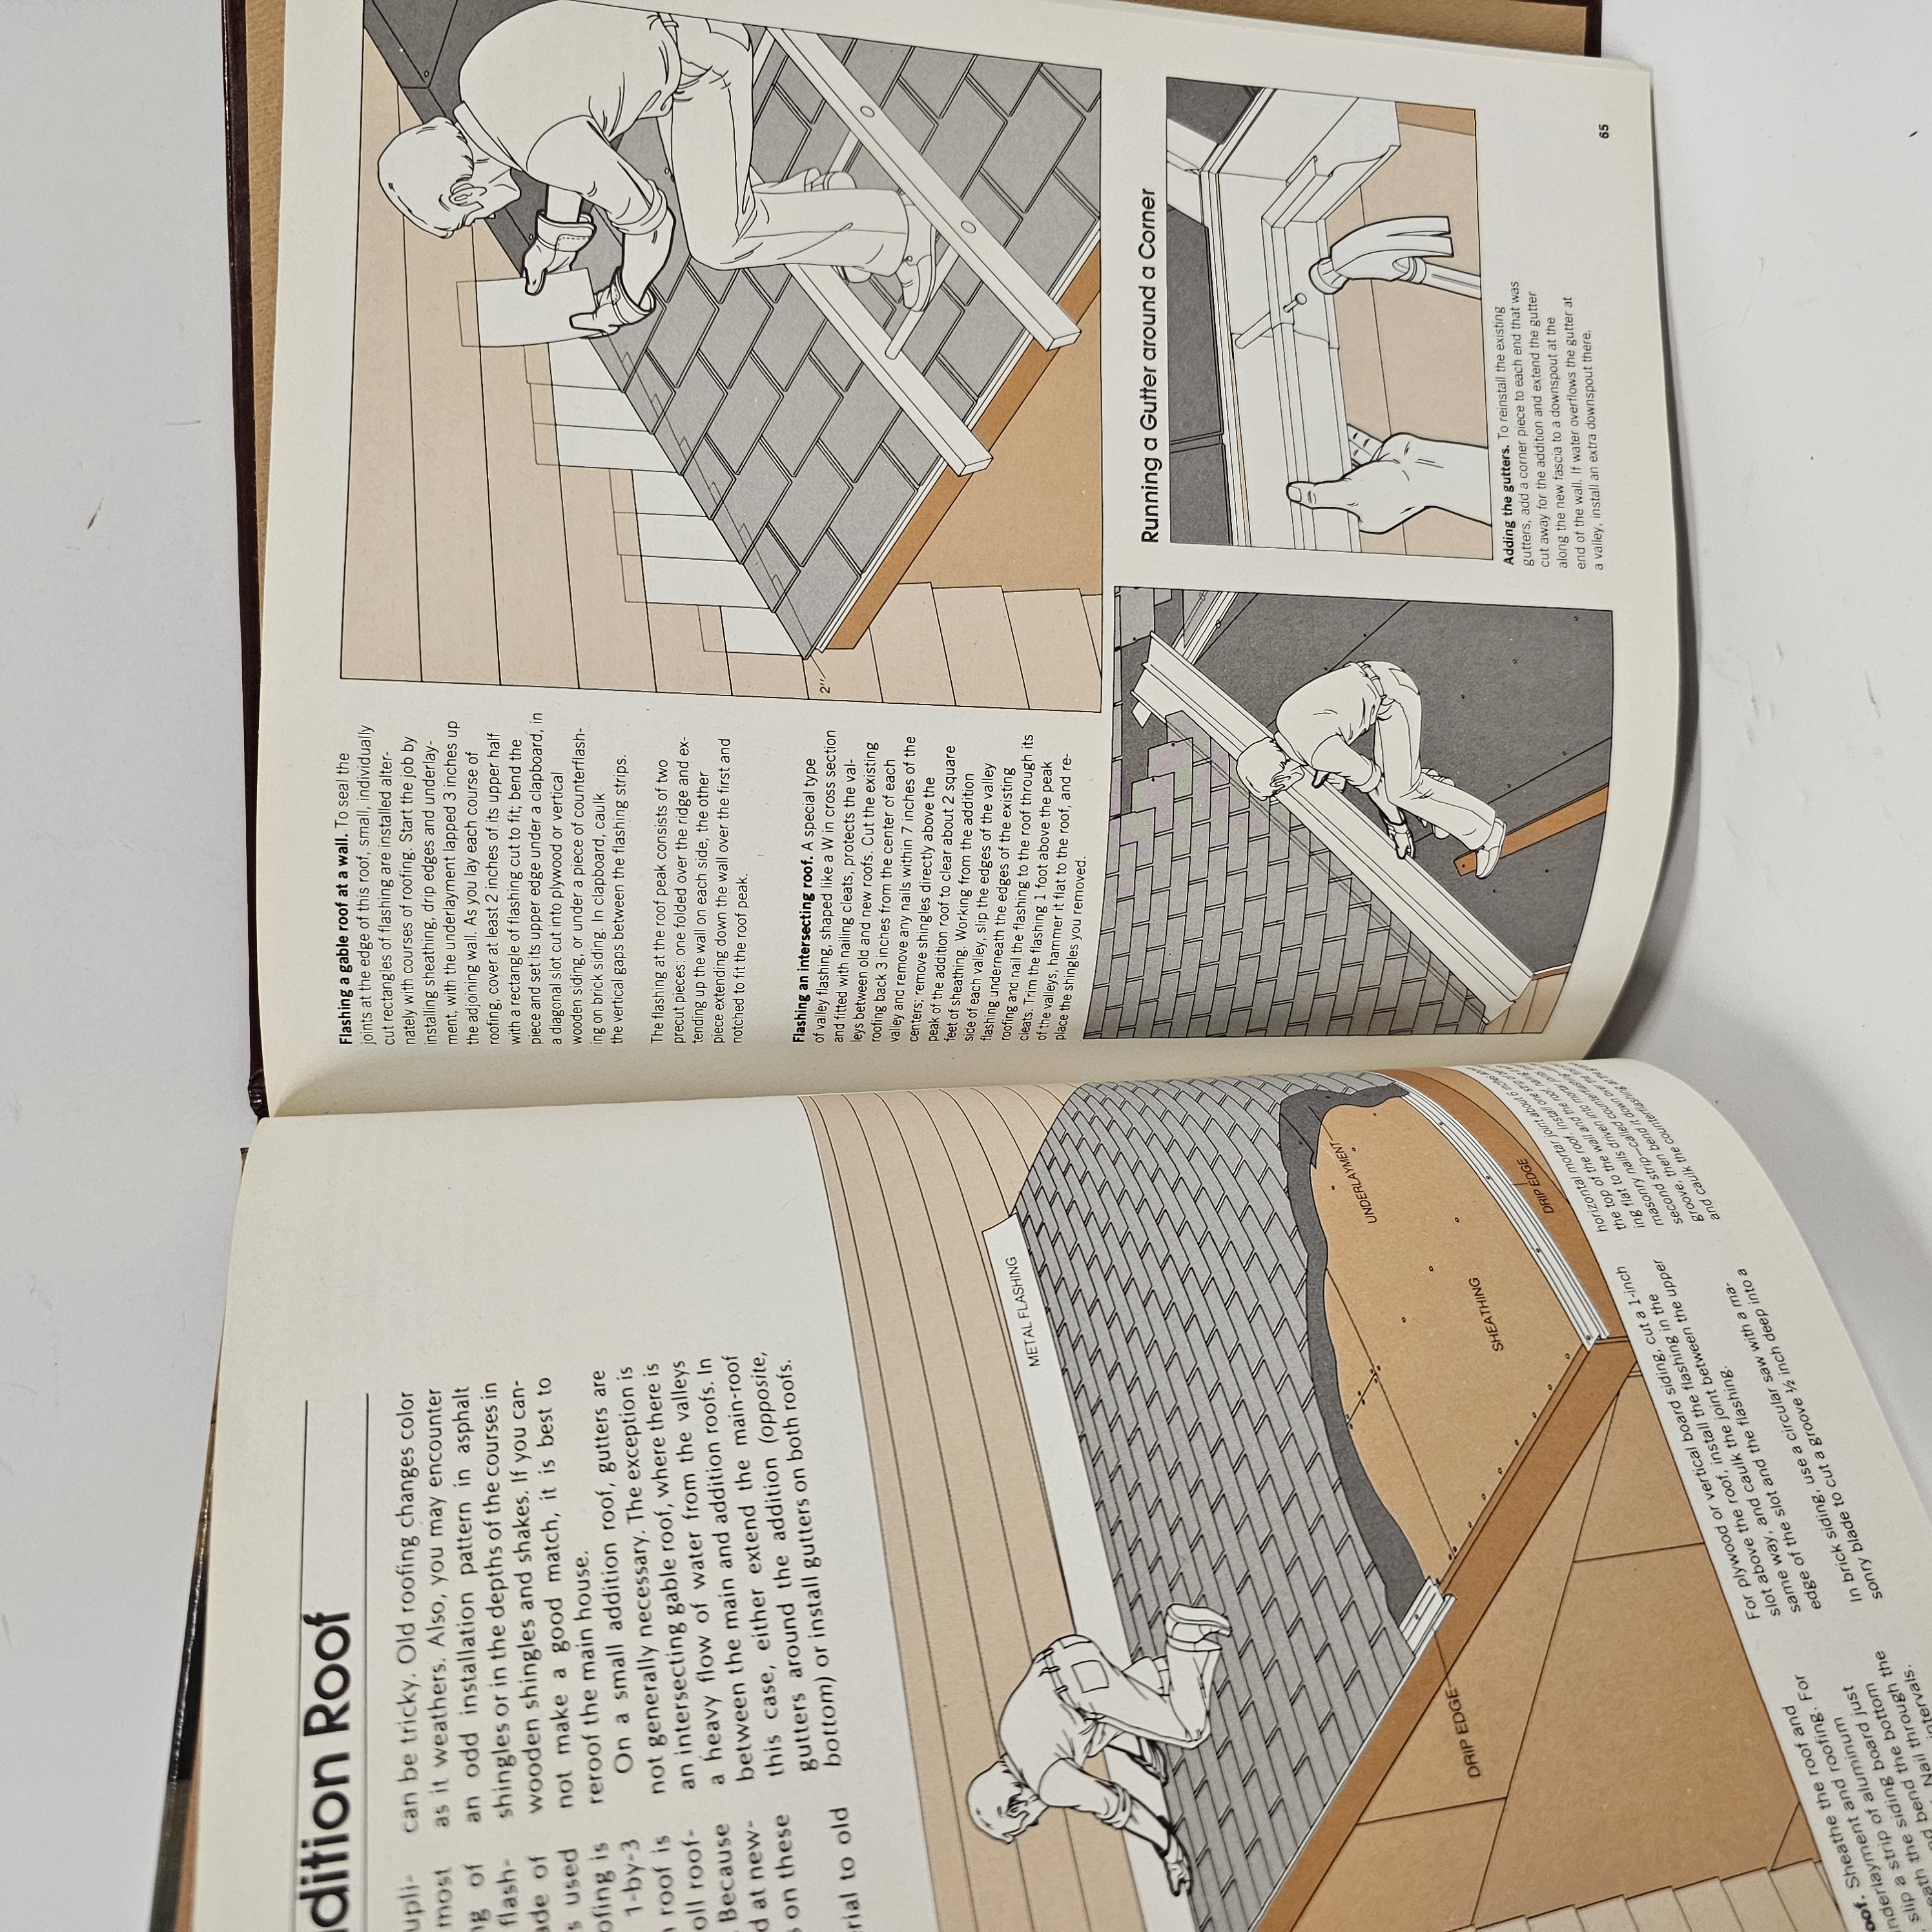 dition Roof
upli-
most
ng of
flash-
ade of
s used
ofing is
1-by-3
roof is
oll roof-
Because
d at new-
s on these
rial to old
can be tricky. Old roofing changes color
as it weathers. Also, you may encounter
an odd installation pattern in asphalt
shingles or in the depths of the courses in
wooden shingles and shakes. If you can-
not make a good match, it is best to
reroof the main house.
On a small addition roof, gutters are
not generally necessary. The exception is
an intersecting gable roof, where there is
a heavy flow of water from the valleys
between the main and addition roofs. In
this case, either extend the main-roof
gutters around the addition (opposite,
bottom) or install gutters on both roofs.
METAL FLASHING
UNDERLAYMENT
DRIP EDGE
SHEATHING
DRIP EDGE
oof. Sheathe the roof and
nderlayment and roofing. For
slip a strip of aluminum
neath the siding board just
nd bend the bottom
Nail through the
intervals.
For plywood or vertical board siding, cut a 1-inch
slot above the roof, install the flashing in the
same way, and caulk the joint between the upper
edge of the slot and the flashing.
In brick siding, use a circular saw with a ma-
sonry blade to cut a groove ½ inch deep into a
horizontal mortar joint about 6 inches above
the top of the roof. Install one strip of
ing flat to the wall and the roof, nailing
masonry nails driven into mortar joints.
second strip—called counterflashing
groove, then bend it down over the first
and caulk the counterflashing at the
Flashing a gable roof at a wall. To seal the
joints at the edge of this roof, small, individually
cut rectangles of flashing are installed alter-
nately with courses of roofing. Start the job by
installing sheathing, drip edges and underlay-
ment, with the underlayment lapped 3 inches up
the adjoining wall. As you lay each course of
roofing, cover at least 2 inches of its upper half
with a rectangle of flashing cut to fit; bend the
piece and set its upper edge under a clapboard, in
a diagonal slot cut into plywood or vertical
wooden siding, or under a piece of counterflash-
ing on brick siding. In clapboard, caulk
the vertical gaps between the flashing strips.
The flashing at the roof peak consists of two
precut pieces: one folded over the ridge and ex-
tending up the wall on each side, the other
piece extending down the wall over the first and
notched to fit the roof peak.
2"
Flashing an intersecting roof. A special type
of valley flashing, shaped like a W in cross section
and fitted with nailing cleats, protects the val-
leys between old and new roofs. Cut the existing
roofing back 3 inches from the center of each
valley and remove any nails within 7 inches of the
centers; remove shingles directly above the
peak of the addition roof to clear about 2 square
feet of sheathing. Working from the addition
side of each valley, slip the edges of the valley
flashing underneath the edges of the existing
roofing and nail the flashing to the roof through its
cleats. Trim the flashing 1 foot above the peak
of the valleys, hammer it flat to the roof, and re-
place the shingles you removed.
Running a Gutter around a Corner
Adding the gutters. To reinstall the existing
gutters, add a corner piece to each end that was
cut away for the addition and extend the gutter
along the new fascia to a downspout at the
end of the wall. If water overflows the gutter at
a valley, install an extra downspout there.
65